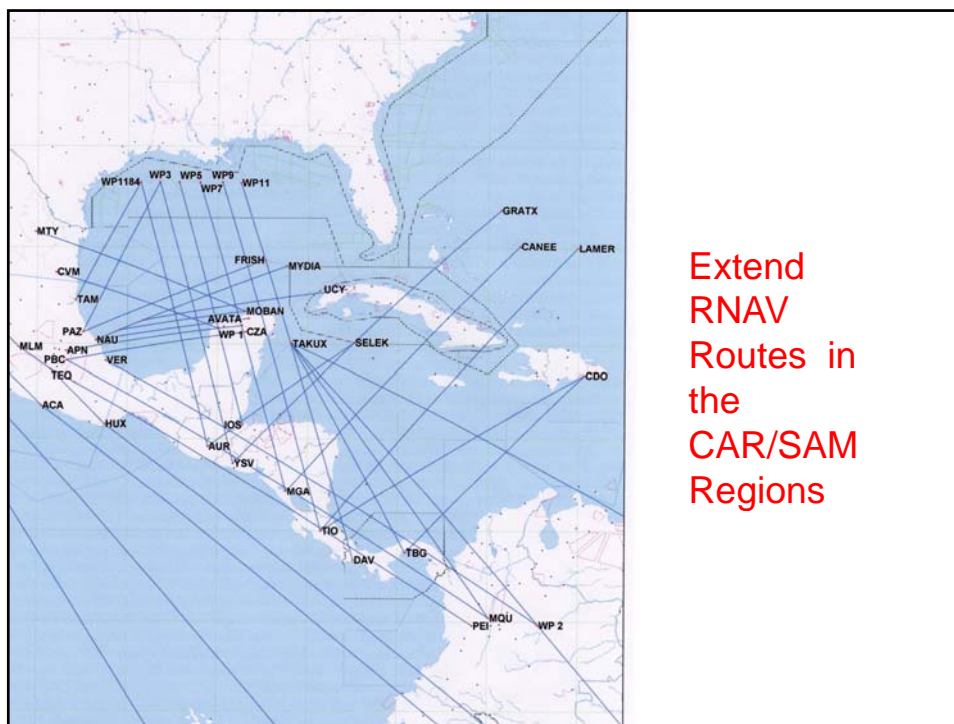 WP1184
WP3
WP5
WP7
WP9
WP11
MTY
GRATX
CANEE
LAMER
CVM
FRISH
MYDIA
UCY
TAM
MOBAN
AVATA
WP 1
CZA
PAZ
NAU
APN
MLM
PBC
VER
TEQ
TAKUX
SELEK
CDO
ACA
HUX
IOS
AUR
YSV
MGA
TIO
DAV
TBG
PEI
MQU
WP 2
Extend
RNAV
Routes in
the
CAR/SAM
Regions